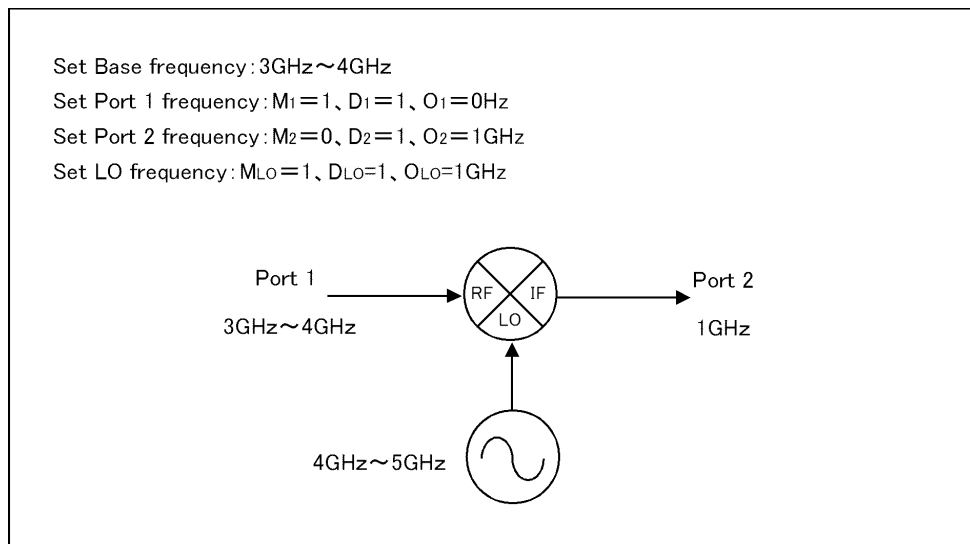 Set Base frequency:3GHz～4GHz
Set Port 1 frequency:M1=1、D1=1、O1=0Hz
Set Port 2 frequency:M2=0、D2=1、O2=1GHz
Set LO frequency:MLO=1、DLO=1、OLO=1GHz
Port 1
3GHz～4GHz
RF
IF
LO
Port 2
1GHz
4GHz～5GHz